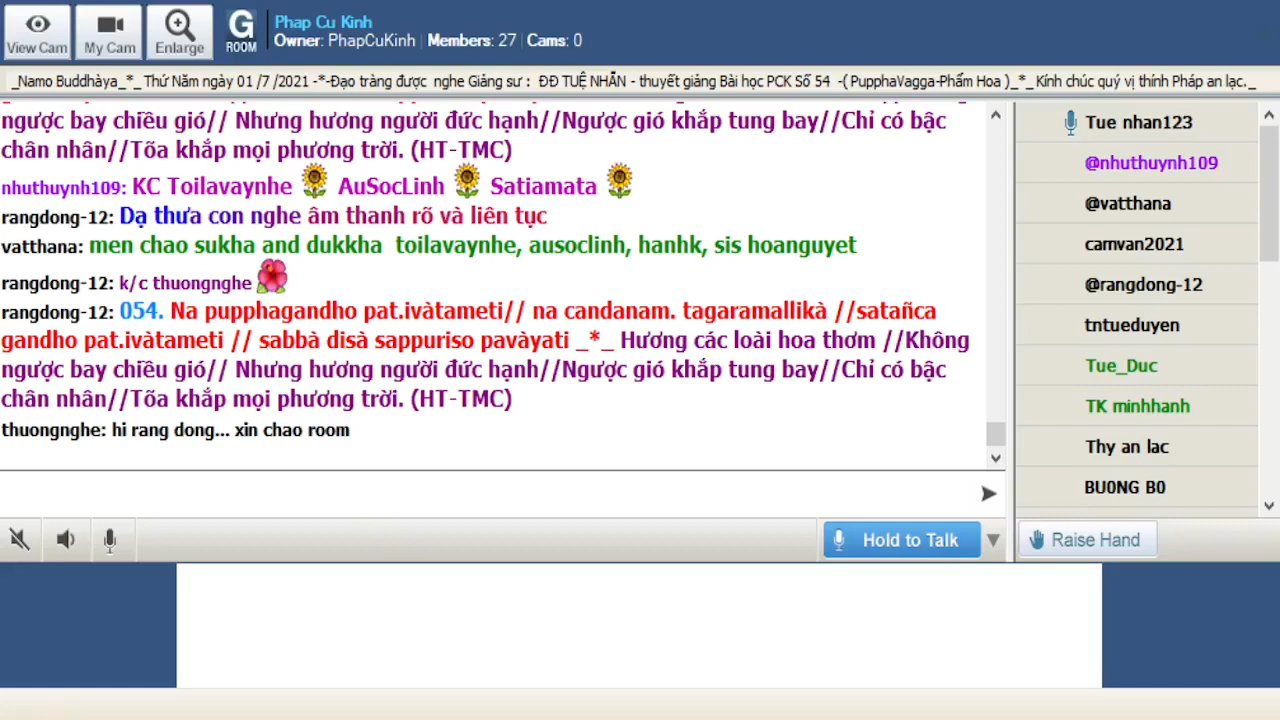 View Cam
My Cam
Enlarge
G
ROOM
Phap Cu Kinh
Owner: PhapCuKinh | Members: 27 | Cams: 0
_Namo Buddhàya_*_ Thứ Năm ngày 01 /7 /2021 -*-Đạo tràng được nghe Giảng sư : ĐĐ TUỆ NHẪN - thuyết giảng Bài học PCK Số 54 -( PupphaVagga-Phẩm Hoa )_*_Kính chúc quý vị thính Pháp an lạc._
ngược bay chiều gió// Nhưng hương người đức hạnh//Ngược gió khắp tung bay//Chỉ có bậc
chân nhân//Tõa khắp mọi phương trời. (HT-TMC)
nhuthuynh109: KC Toilavaynhe AuSocLinh Satiamata
rangdong-12: Dạ thưa con nghe âm thanh rõ và liên tục
vatthana: men chao sukha and dukkha toilavaynhe, ausoclinh, hanhk, sis hoanguyet
rangdong-12: k/c thuongnghe
rangdong-12: 054. Na pupphagandho pat.ivàtameti// na candanam. tagaramallikà //satañca
gandho pat.ivàtameti // sabbà disà sappuriso pavàyati _*_ Hương các loài hoa thơm //Không
ngược bay chiều gió// Nhưng hương người đức hạnh//Ngược gió khắp tung bay//Chỉ có bậc
chân nhân//Tõa khắp mọi phương trời. (HT-TMC)
thuongnghe: hi rang dong... xin chao room
Tue nhan123
@nhuthuynh109
@vatthana
camvan2021
@rangdong-12
tntueduyen
Tue_Duc
TK minhhanh
Thy an lac
BU0NG B0
Hold to Talk
Raise Hand